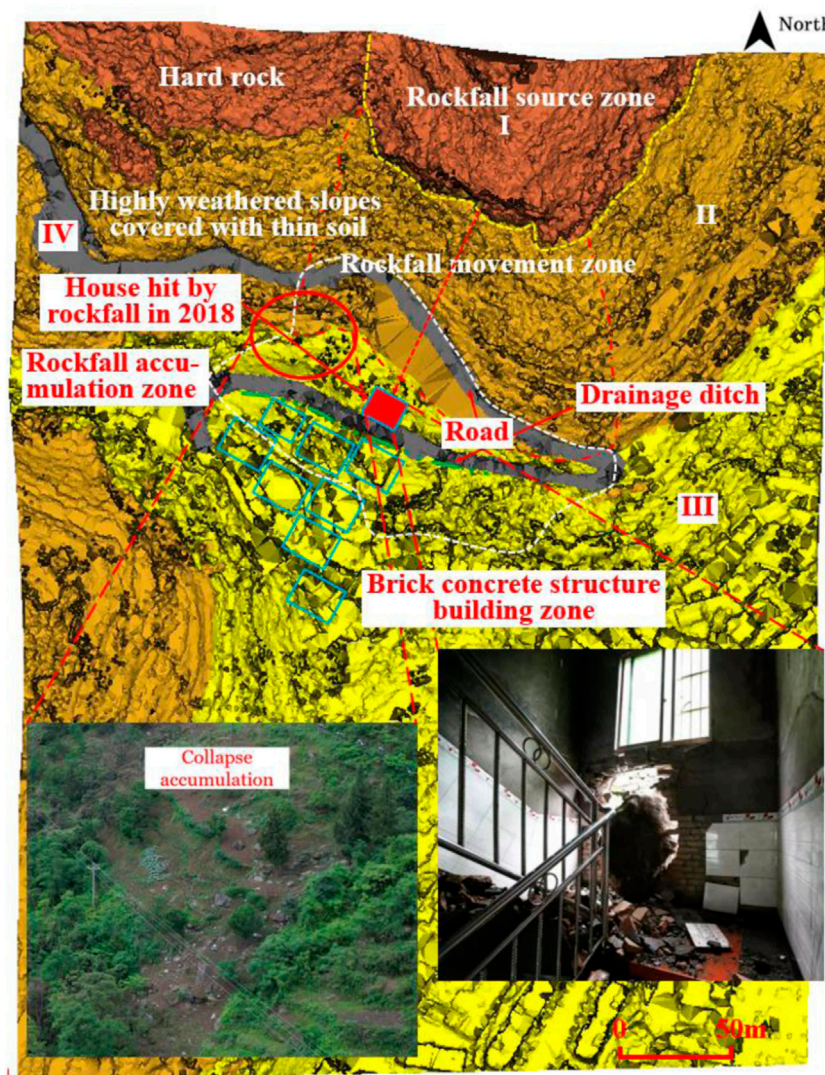 North
Hard rock
Rockfall source zone
I
Highly weathered slopes
covered with thin soil
II
IV
Rockfall movement zone
House hit by
rockfall in 2018
Rockfall accu-
mulation zone
Drainage ditch
Road
III
Brick concrete structure
building zone
Collapse
accumulation
0
50m